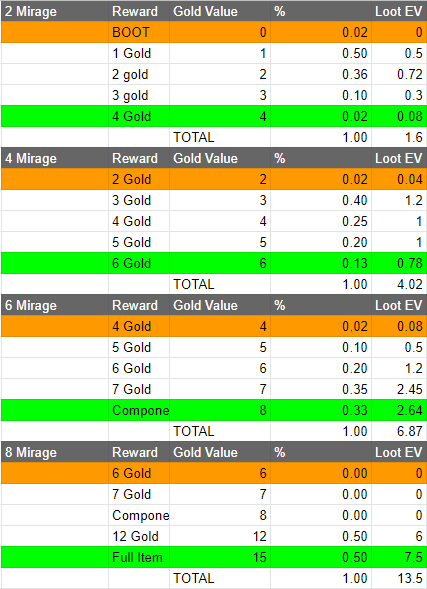 2 Mirage Reward Gold Value % Loot EV
BOOT 0 0.02 0
1 Gold 1 0.50 0.5
2 gold 2 0.36 0.72
3 gold 3 0.10 0.3
4 Gold 4 0.02 0.08
TOTAL 1.00 1.6
4 Mirage Reward Gold Value % Loot EV
2 Gold 2 0.02 0.04
3 Gold 3 0.40 1.2
4 Gold 4 0.25 1
5 Gold 5 0.20 1
6 Gold 6 0.13 0.78
TOTAL 1.00 4.02
6 Mirage Reward Gold Value % Loot EV
4 Gold 4 0.02 0.08
5 Gold 5 0.10 0.5
6 Gold 6 0.20 1.2
7 Gold 7 0.35 2.45
Compone 8 0.33 2.64
TOTAL 1.00 6.87
8 Mirage Reward Gold Value % Loot EV
6 Gold 6 0.00 0
7 Gold 7 0.00 0
Compone 8 0.00 0
12 Gold 12 0.50 6
Full Item 15 0.50 7.5
TOTAL 1.00 13.5